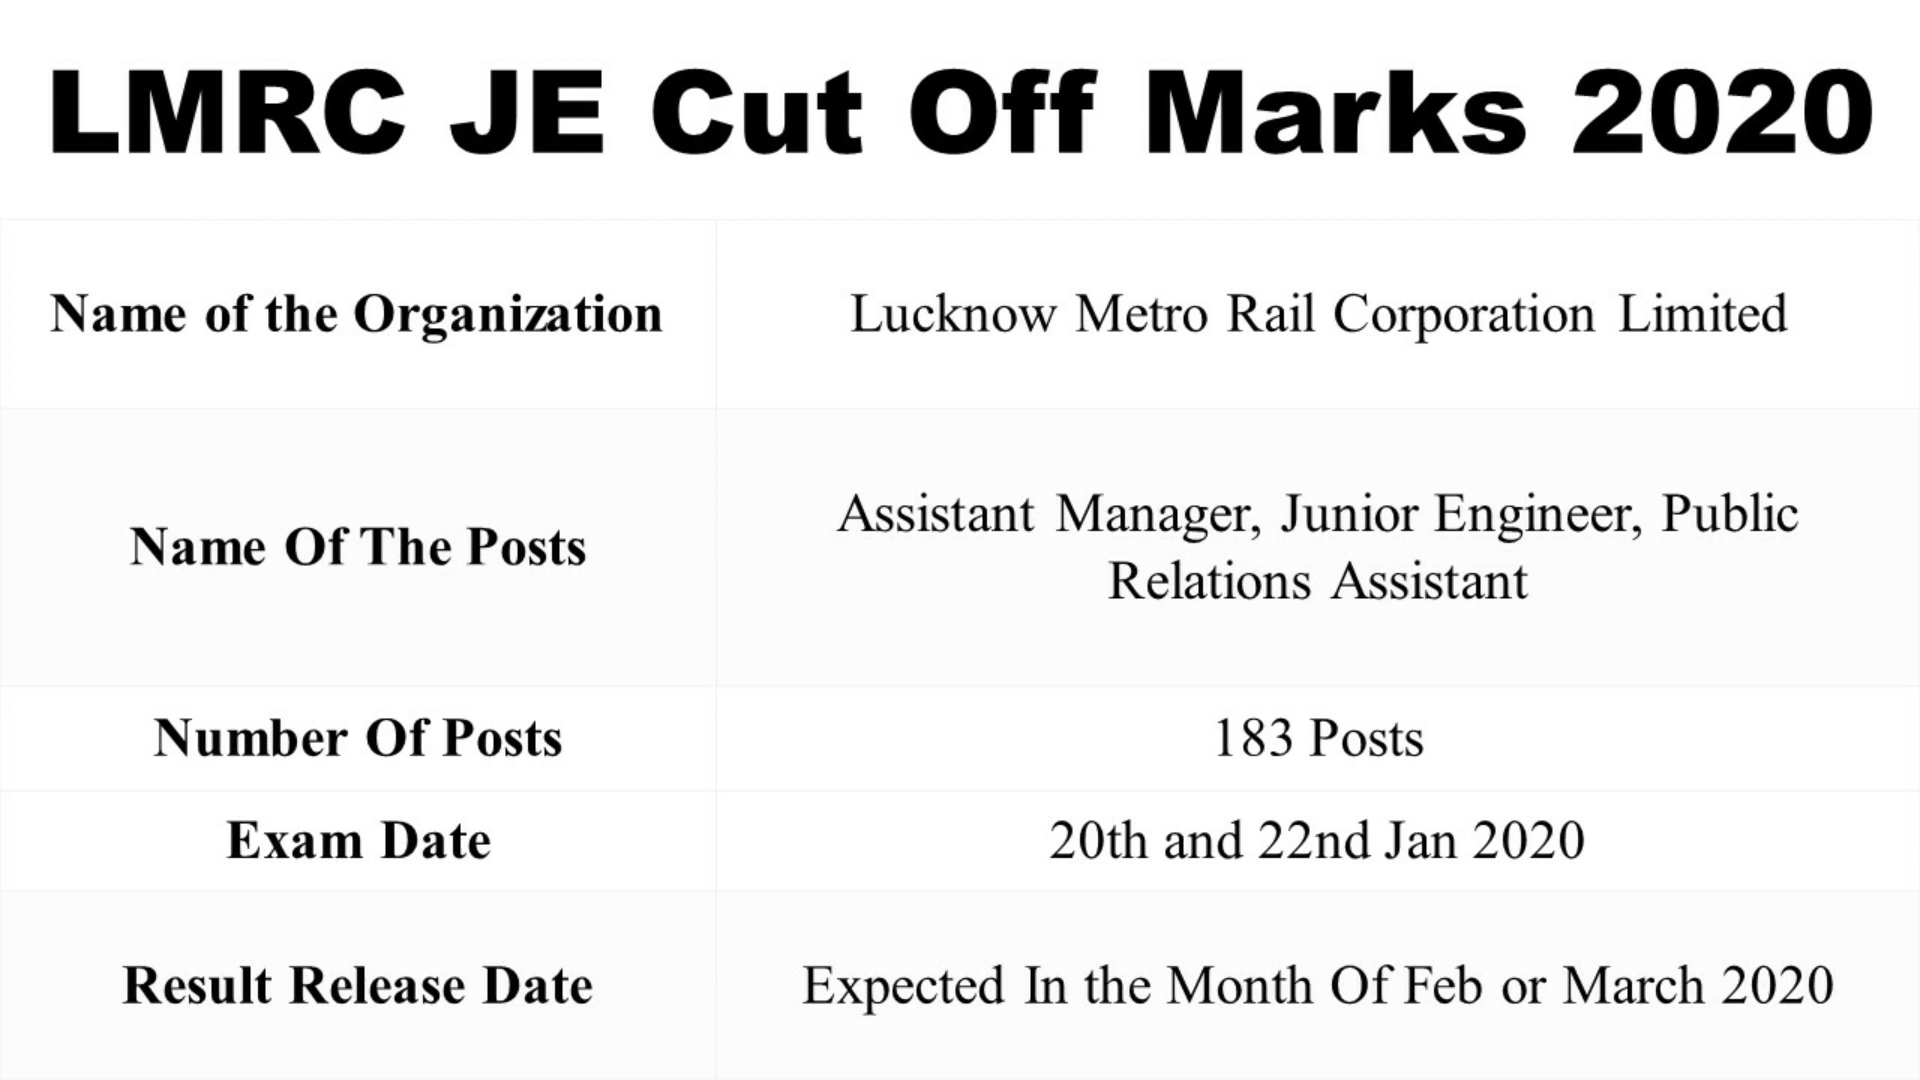 LMRC JE Cut Off Marks 2020
Name of the Organization
Lucknow Metro Rail Corporation Limited
Name Of The Posts
Assistant Manager, Junior Engineer, Public
Relations Assistant
Number Of Posts
183 Posts
Exam Date
20th and 22nd Jan 2020
Result Release Date
Expected In the Month Of Feb or March 2020